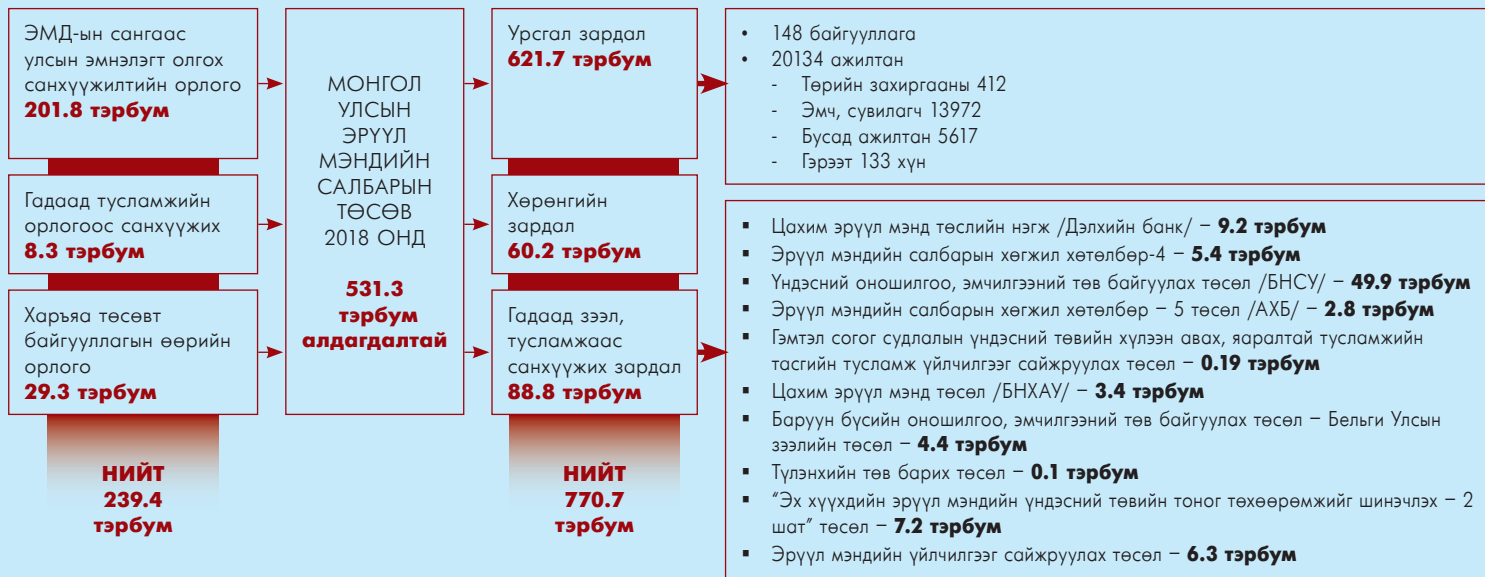 ЭМД-ын сангаас
улсын эмнэлэгт олгох
санхүүжилтийн орлого
201.8 тэрбум
Гадаад тусламжийн
орлогоос санхүүжих
8.3 тэрбум
Харъяа төсөвт
байгууллагын өөрийн
орлого
29.3 тэрбум
НИЙТ
239.4
тэрбум
МОНГОЛ
УЛСЫН
ЭРҮҮЛ
МЭНДИЙН
САЛБАРЫН
ТӨСӨВ
2018 ОНД
531.3
тэрбум
алдагдалтай
Урсгал зардал
621.7 тэрбум
Хөрөнгийн
зардал
60.2 тэрбум
Гадаад зээл,
тусламжаас
санхүүжих зардал
88.8 тэрбум
НИЙТ
770.7
тэрбум
• 148 байгууллага
• 20134 ажилтан
- Төрийн захиргааны 412
- Эмч, сувилагч 13972
- Бусад ажилтан 5617
- Гэрээт 133 хүн
▪ Цахим эрүүл мэнд төслийн нэгж /Дэлхийн банк/ – 9.2 тэрбум
▪ Эрүүл мэндийн салбарын хөгжил хөтөлбөр-4 – 5.4 тэрбум
▪ Үндэсний оношилгоо, эмчилгээний төв байгуулах төсөл /БНСУ/ – 49.9 тэрбум
▪ Эрүүл мэндийн салбарын хөгжил хөтөлбөр – 5 төсөл /АХБ/ – 2.8 тэрбум
▪ Гэмтэл согог судлалын үндэсний төвийн хүлээн авах, яаралтай тусламжийн
тасгийн тусламж үйлчилгээг сайжруулах төсөл – 0.19 тэрбум
▪ Цахим эрүүл мэнд төсөл /БНХАУ/ – 3.4 тэрбум
▪ Баруун бүсийн оношилгоо, эмчилгээний төв байгуулах төсөл – Бельги Улсын
зээлийн төсөл – 4.4 тэрбум
▪ Түлэнхийн төв барих төсөл – 0.1 тэрбум
▪ “Эх хүүхдийн эрүүл мэндийн үндэсний төвийн тоног төхөөрөмжийг шинэчлэх – 2
шат” төсөл – 7.2 тэрбум
▪ Эрүүл мэндийн үйлчилгээг сайжруулах төсөл – 6.3 тэрбум